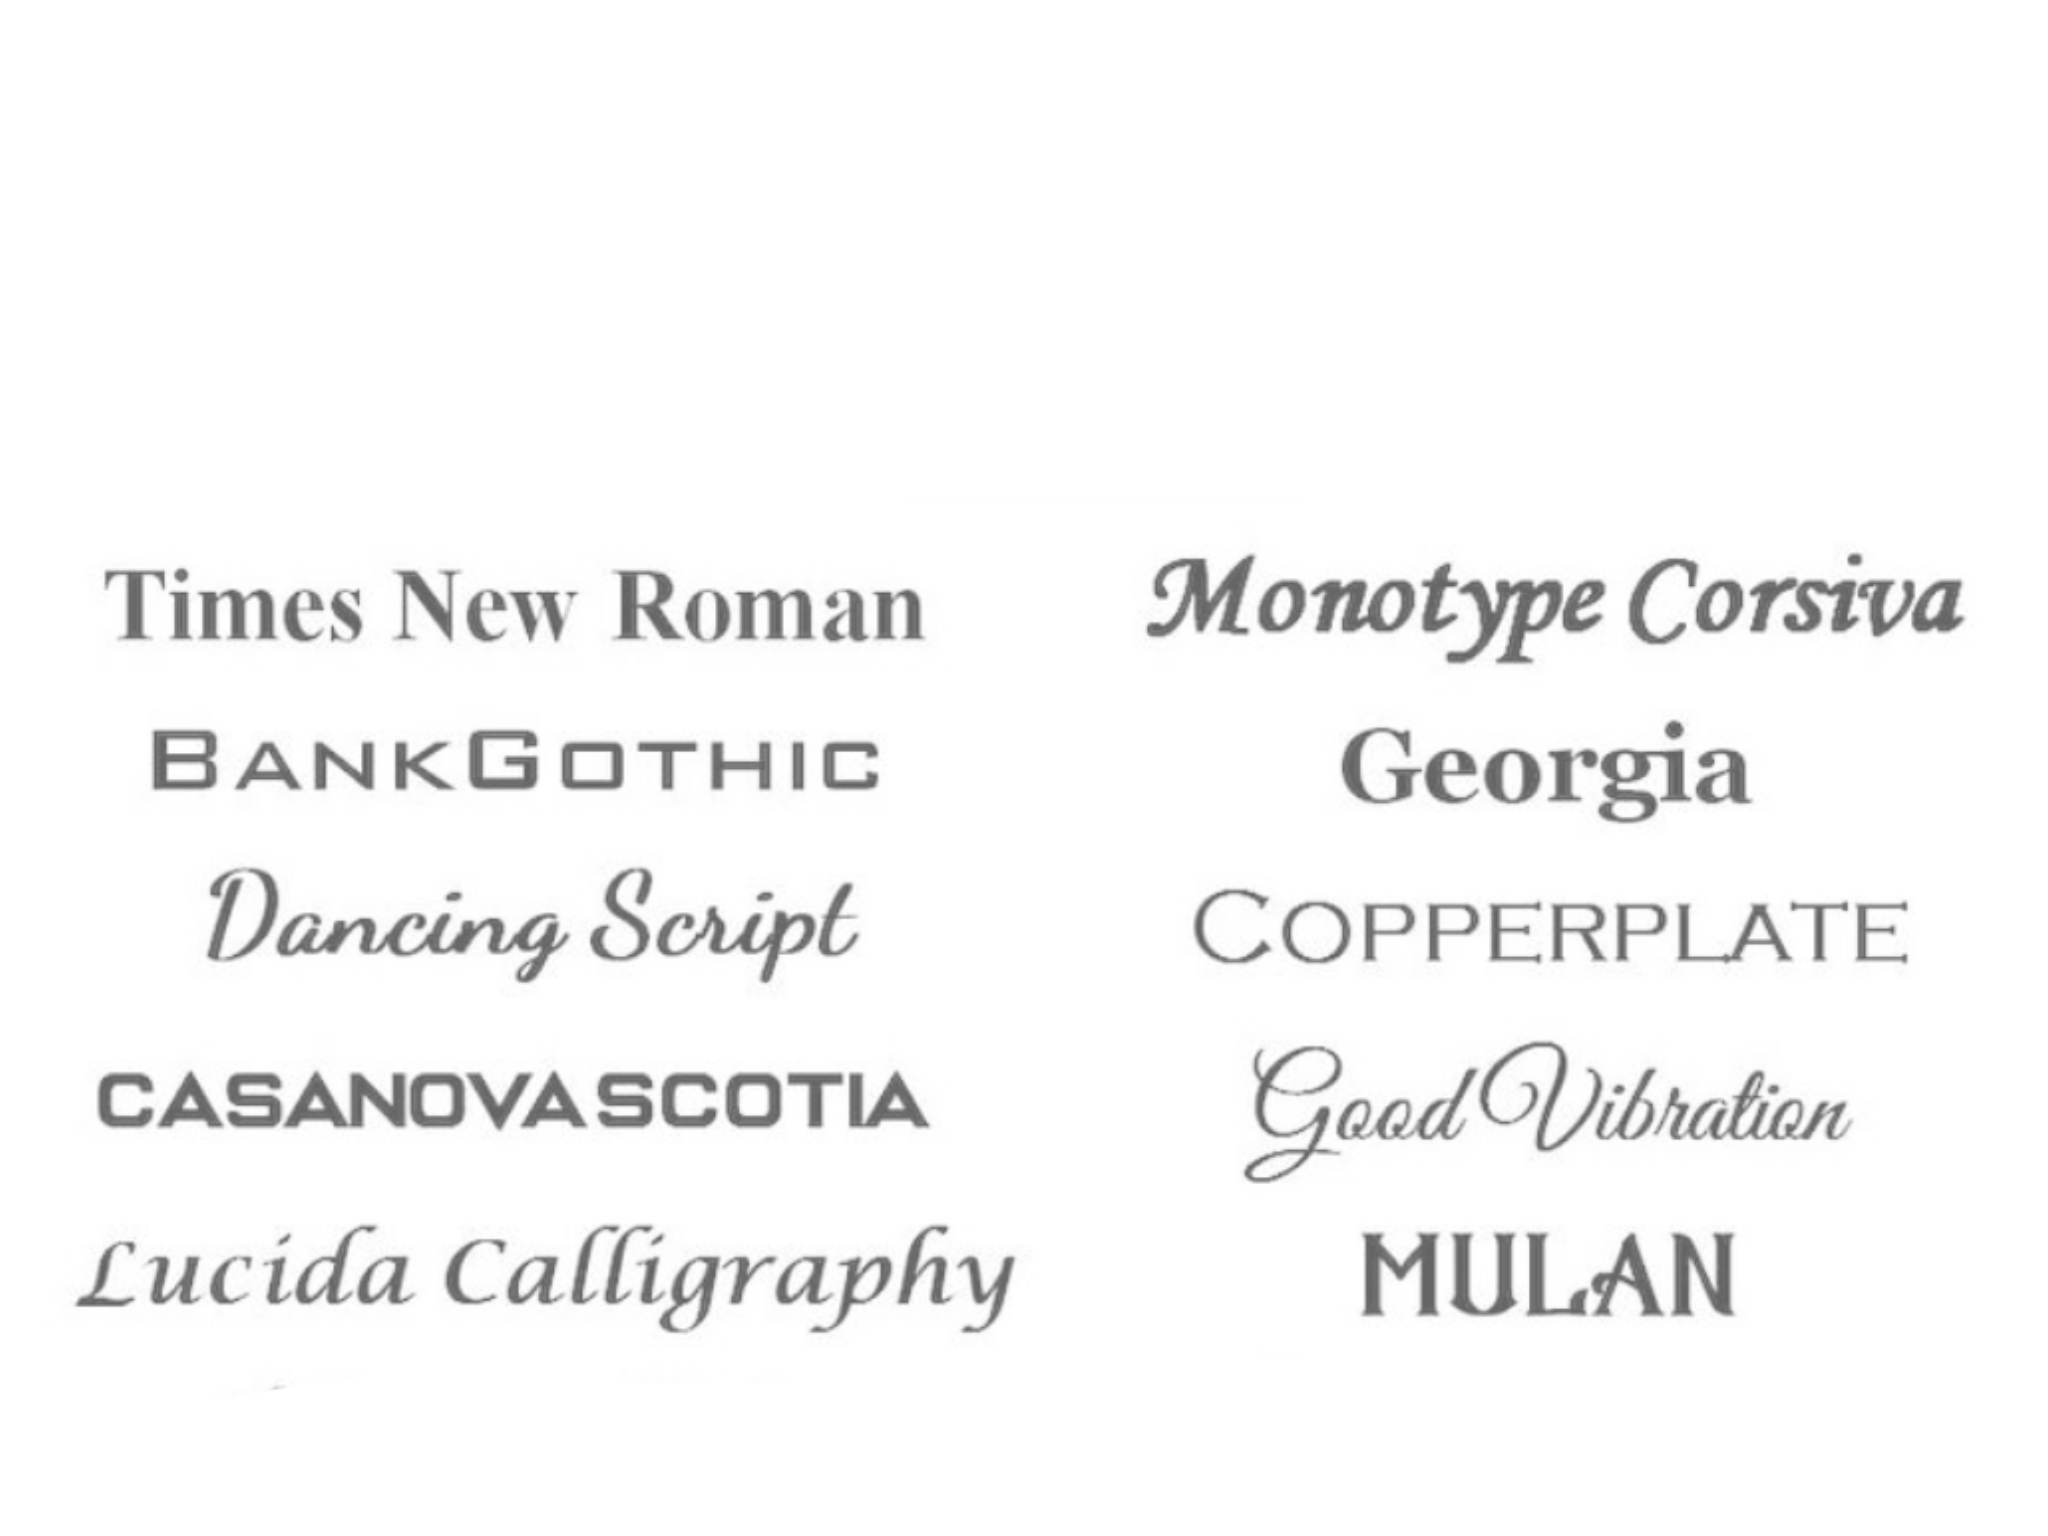 Times New Roman
BANKGOTHIC
Dancing Script
CASANOVASCOTIA
Lucida Calligraphy
Monotype Corsiva
Georgia
COPPERPLATE
Good Vibration
MULAN